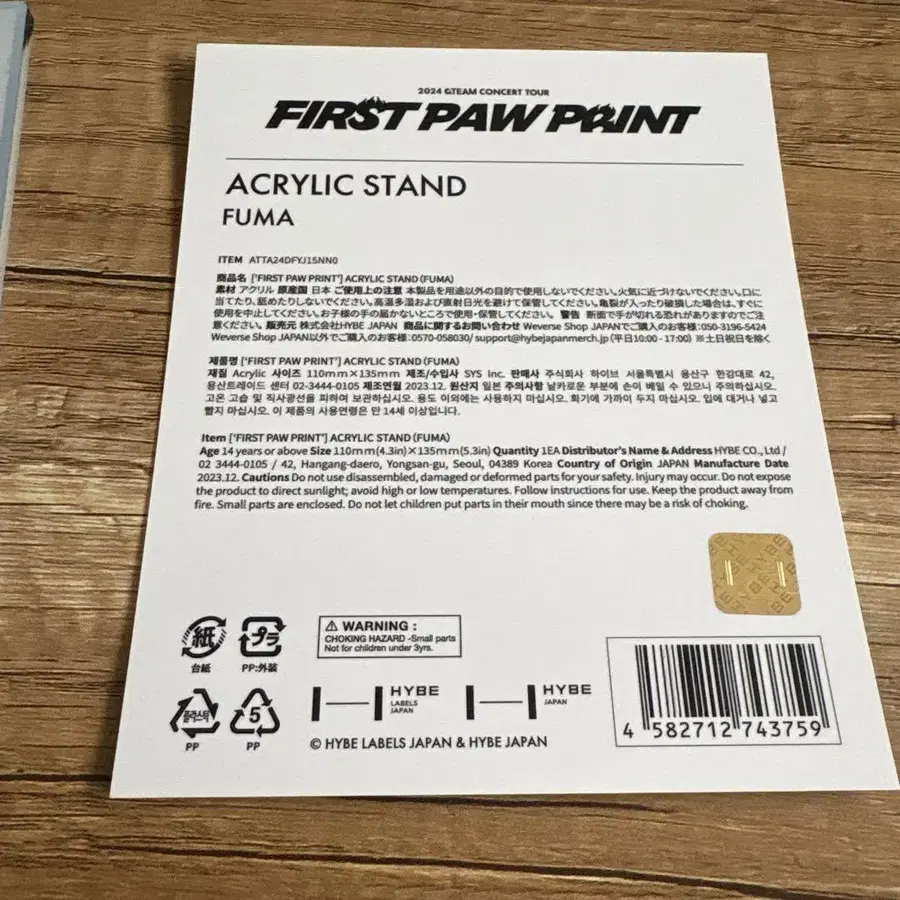 2024 &TEAM CONCERT TOUR
FIRST PAW PRINT
ACRYLIC STAND
FUMA
ITEM ATTA24DFYJ15NN0
商品名 ['FIRST PAW PRINT'] ACRYLIC STAND (FUMA)
素材 アクリル 原産国 日本 ご使用上の注意 本製品を用途以外の目的で使用しないでください。火気に近づけないでください。口に
当てたり、舐めたりしないでください。高温多湿および直射日光を避けて保管してください。亀裂が入ったり破損した場合は、すぐに
使用を中止してください。お子様の手の届かないところで使用・保管してください。 警告 断面で手が切れる恐れがありますのでご注
意ください。 販売元 株式会社HYBE JAPAN 商品に関するお問い合わせ Weverse Shop JAPANでご購入のお客様:050-3196-5424
Weverse Shop JAPAN以外でご購入のお客様:0570-058030/ support@hybejapanmerch.jp (平日10:00 - 17:00) ※土日祝日を除く
제품명 ['FIRST PAW PRINT'] ACRYLIC STAND (FUMA)
재질 Acrylic 사이즈 110mm×135mm 제조/수입사 SYS Inc. 판매사 주식회사 하이브 서울특별시 용산구 한강대로 42,
용산트레이드 센터 02-3444-0105 제조연월 2023.12. 원산지 일본 주의사항 날카로운 부분에 손이 베일 수 있으니 주의하십시오.
고온 고습 및 직사광선을 피하여 보관하십시오. 용도 이외에는 사용하지 마십시오. 화기에 가까이 두지 마십시오. 입에 대거나 넣고
빨지 마십시오. 이 제품의 사용연령은 만 14세 이상입니다.
Item ['FIRST PAW PRINT'] ACRYLIC STAND (FUMA)
Age 14 years or above Size 110mm(4.3in)×135mm(5.3in) Quantity 1EA Distributor's Name & Address HYBE CO., Ltd /
02 3444-0105 / 42, Hangang-daero, Yongsan-gu, Seoul, 04389 Korea Country of Origin JAPAN Manufacture Date
2023.12. Cautions Do not use disassembled, damaged or deformed parts for your safety. Injury may occur. Do not expose
the product to direct sunlight; avoid high or low temperatures. Follow instructions for use. Keep the product away from
fire. Small parts are enclosed. Do not let children put parts in their mouth since there may be a risk of choking.
HYBE HYBE HYBE
紙
台紙
プラ
PP:外装
⚠ WARNING :
CHOKING HAZARD -Small parts
Not for children under 3yrs.
플라스틱
PP
5
PP
HYBE
LABELS
JAPAN
HYBE
JAPAN
© HYBE LABELS JAPAN & HYBE JAPAN
4 582712 743759